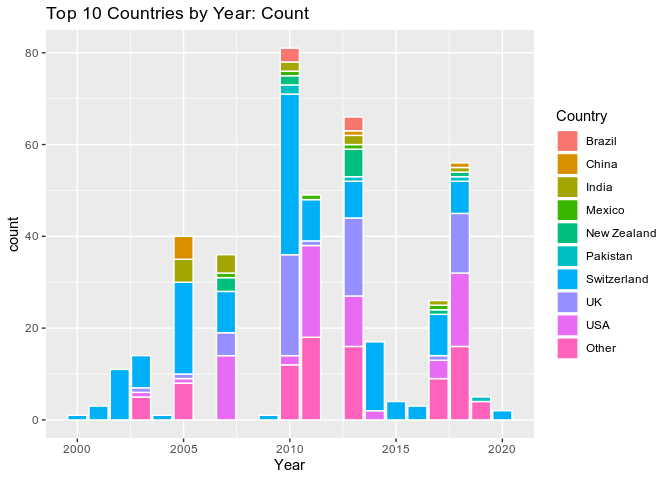 Top 10 Countries by Year: Count
80
60
40
20
0
count
2000
2005
2010
2015
2020
Year
Country
Brazil
China
India
Mexico
New Zealand
Pakistan
Switzerland
UK
USA
Other